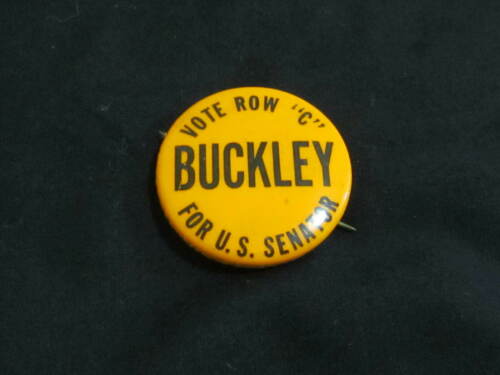 VOTE ROW "C"
BUCKLEY
FOR U.S. SENATOR